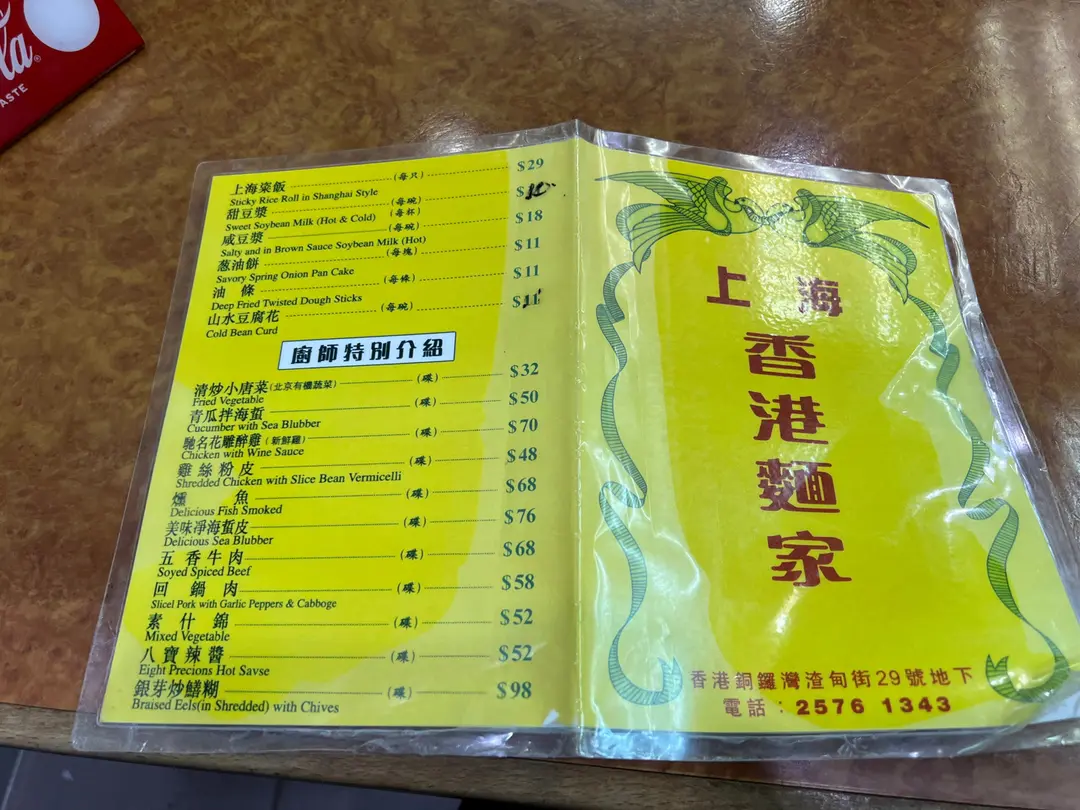 la®
ASTE
上海粢飯 (每只) $29
Sticky Rice Roll in Shanghai Style
甜豆漿 (每碗) $
Sweet Soybean Milk (Hot & Cold) (每杯)
咸豆漿 (每碗) $18
Salty and in Brown Sauce Soybean Milk (Hot)
葱油餅 (每塊) $11
Savory Spring Onion Pan Cake
油條 (每條) $11
Deep Fried Twisted Dough Sticks
山水豆腐花 (每碗) $11
Cold Bean Curd
廚師特別介紹
清炒小唐菜(北京有機蔬菜) (碟) $32
Fried Vegetable
青瓜拌海蜇 (碟) $50
Cucumber with Sea Blubber
馳名花雕醉雞(新鮮雞) (碟) $70
Chicken with Wine Sauce
雞絲粉皮 (碟) $48
Shredded Chicken with Slice Bean Vermicelli
燻魚 (碟) $68
Delicious Fish Smoked
美味凈海蜇皮 (碟) $76
Delicious Sea Blubber
五香牛肉 (碟) $68
Soyed Spiced Beef
回鍋肉 (碟) $58
Slicel Pork with Garlic Peppers & Cabboge
素什錦 (碟) $52
Mixed Vegetable
八寶辣醬 (碟) $52
Eight Precions Hot Savse
銀芽炒鱔糊 (碟) $98
Braised Eels(in Shredded) with Chives
上海
香港麵家
香港銅鑼灣渣甸街29號地下
電話：2576 1343